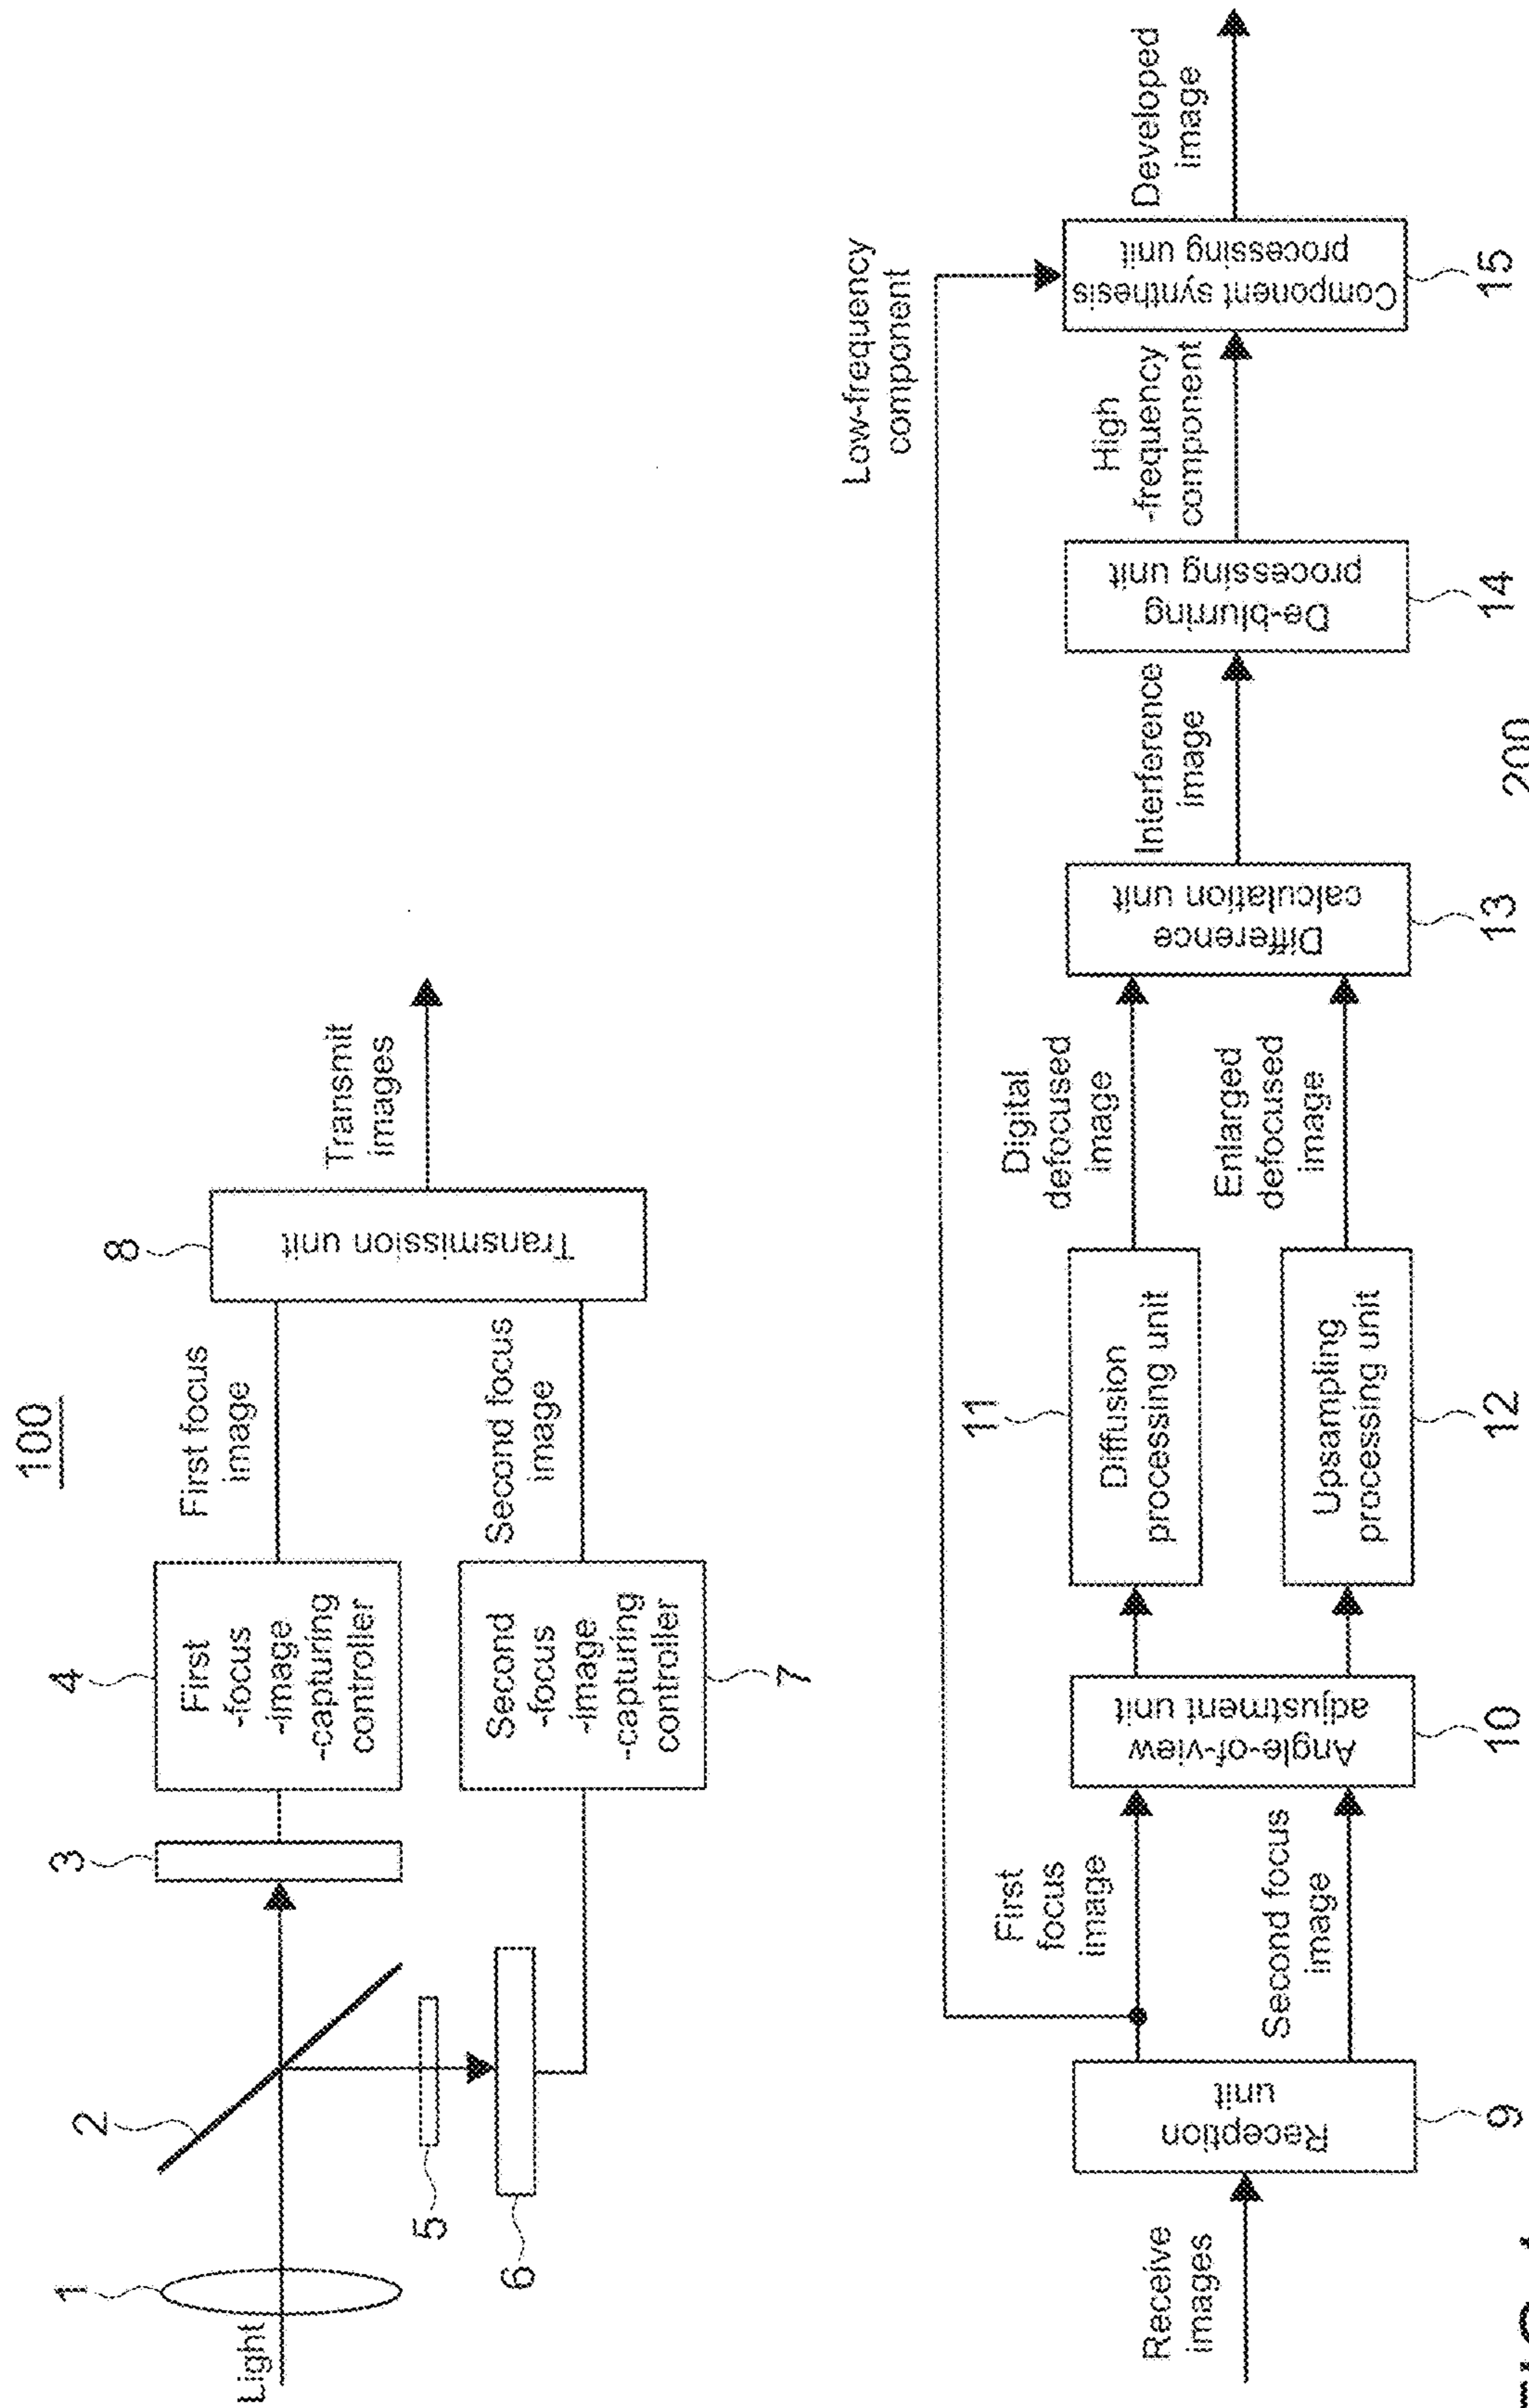 100
1
2
3
4
5
6
7
8
Light
First
-focus
-image
-capturing
controller
Second
-focus
-image
-capturing
controller
First focus
image
Second focus
image
Transmission unit
Transmit
images
Receive
images
Reception
unit
9
First
focus
image
Second focus
image
Angle-of-view
adjustment unit
10
11
Diffusion
processing unit
Upsampling
processing unit
12
Digital
defocused
image
Enlarged
defocused
image
Difference
calculation unit
13
Interference
image
De-blurring
processing unit
14
High
-frequency
component
Low-frequency
component
Component synthesis
processing unit
15
Developed
image
200